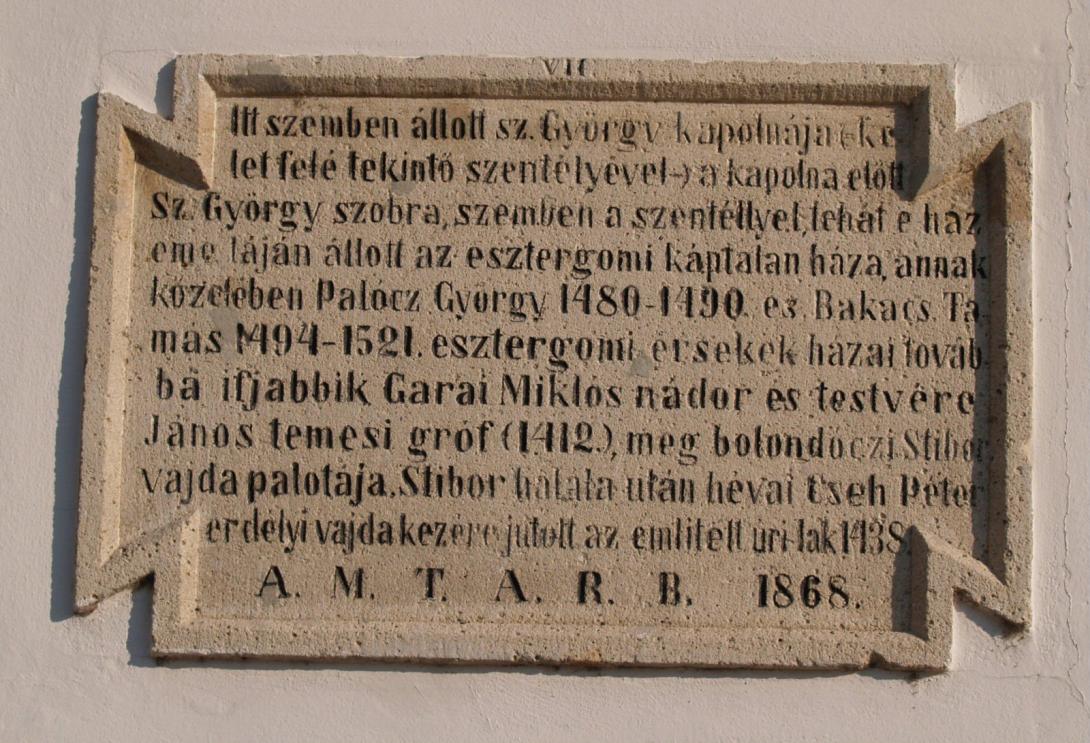 VII
Itt szemben állott sz. György kapolnája (-ke
let felé tekintő szentélyével-) a kapolna előtt
Sz. György szobra, szemben a szentéllyel, tehát e ház
eme táján állott az esztergomi káptalan háza, annak
közelében Palócz György 1480-1490. és Bakacs Ta-
más 1494-1521. esztergomi érsekek házai továb-
bá ifjabbik Garai Miklós nádor és testvére
János temesi gróf (1412.), meg bolondóczi Stibor
vajda palotája. Stibor halála után hévai Cseh Péter
erdélyi vajda kezére jutott az emlitett úri-lak 1438.
A. M. T. A. R. B. 1868.